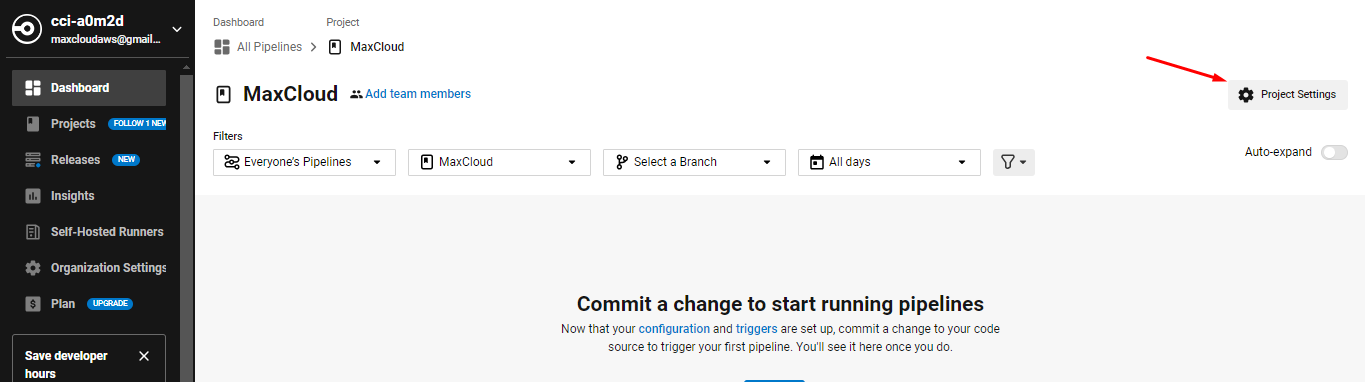 cci-a0m2d
maxcloudaws@gmail...
Dashboard
Projects FOLLOW 1 NEW
Releases NEW
Insights
Self-Hosted Runners
Organization Settings
Plan UPGRADE
Save developer
hours
Dashboard Project
All Pipelines MaxCloud
MaxCloud Add team members
Project Settings
Filters
Everyone's Pipelines MaxCloud Select a Branch All days
Auto-expand
Commit a change to start running pipelines
Now that your configuration and triggers are set up, commit a change to your code
source to trigger your first pipeline. You'll see it here once you do.